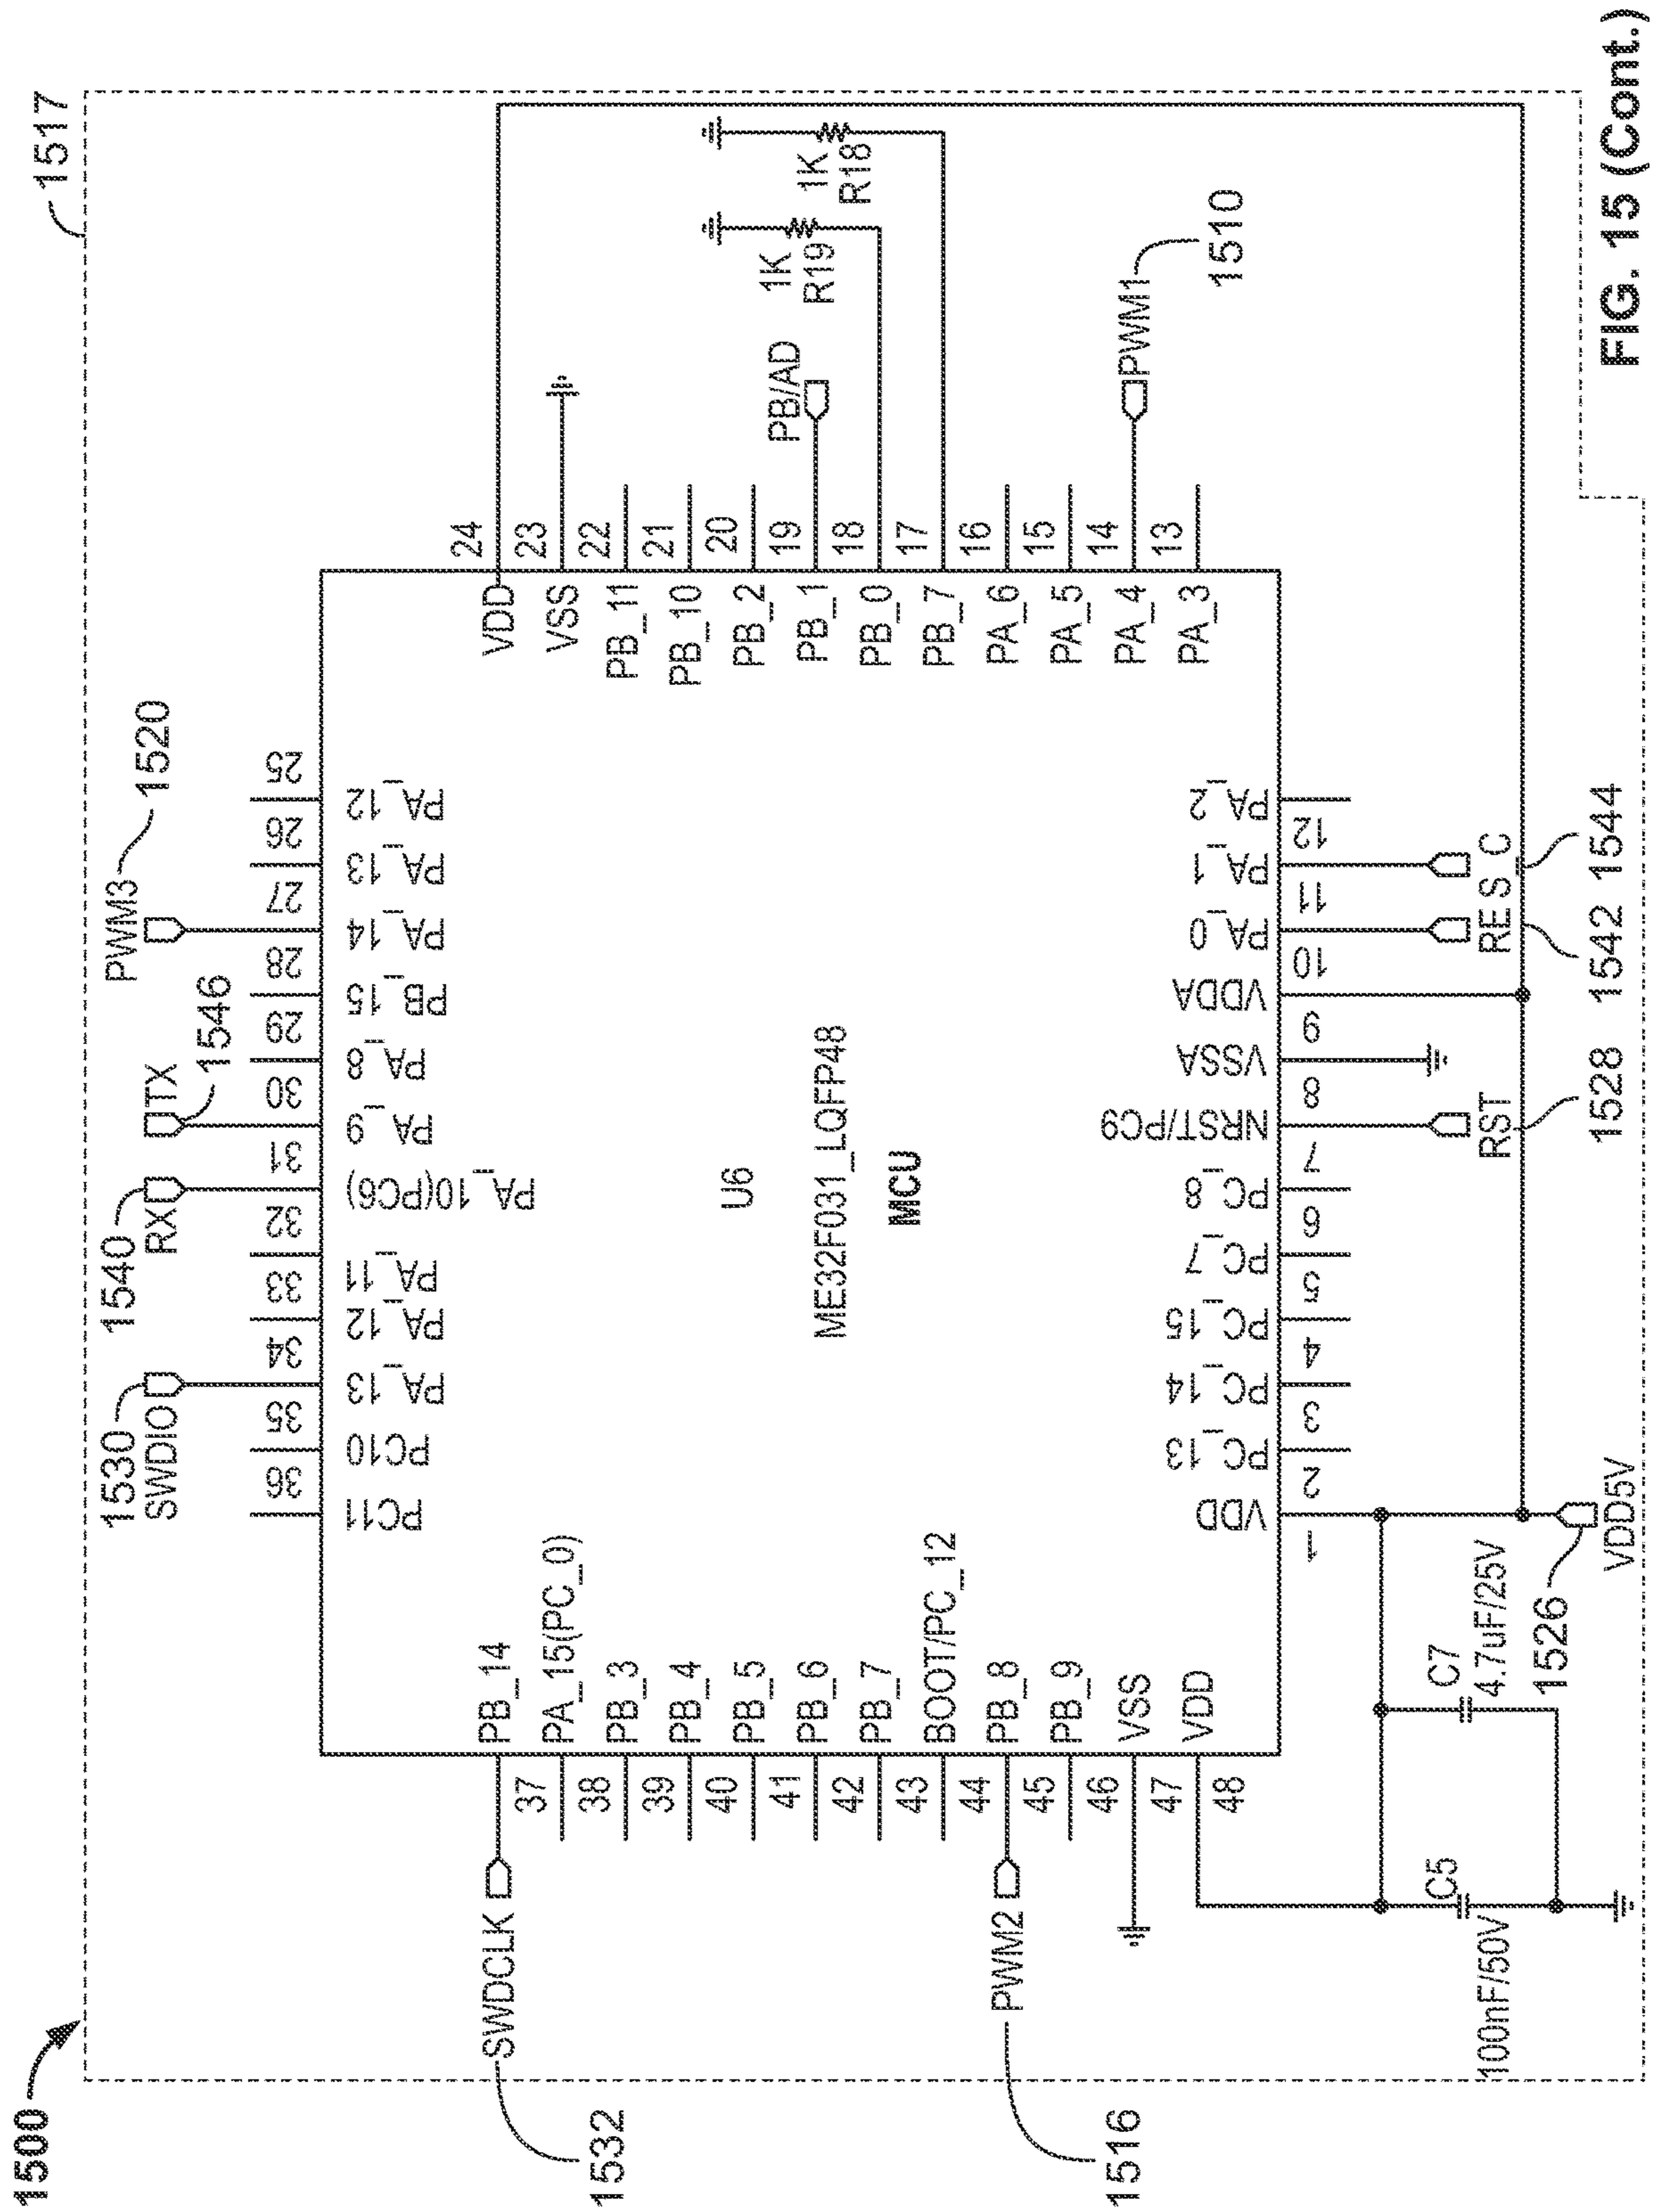 1500
1517
SWDCLK
1532
PWM2
1516
37
38
39
40
41
42
43
44
45
46
47
48
PB_14
PA_15(PC_0)
PB_3
PB_4
PB_5
PB_6
PB_7
BOOT/PC_12
PB_8
PB_9
VSS
VDD
1530
SWDIO
1540
RX
TX
1546
PWM3
1520
36
35
34
33
32
31
30
29
28
27
26
25
PC11
PC10
PA_13
PA_12
PA_11
PA_10(PC6)
PA_9
PA_8
PB_15
PA_14
PA_13
PA_12
U6
ME32F031_LQFP48
MCU
VDD
VSS
PB_11
PB_10
PB_2
PB_1
PB_0
PB_7
PA_6
PA_5
PA_4
PA_3
24
23
22
21
20
19
18
17
16
15
14
13
PB/AD
1K
R19
1K
R18
PWM1
1510
VDD
PC_13
PC_14
PC_15
PC_7
PC_8
NRST/PC9
VSSA
VDDA
PA_0
PA_1
PA_2
1
2
3
4
5
6
7
8
9
10
11
12
C5
100nF/50V
C7
4.7uF/25V
1526
VDD5V
RST
1528
RE
S_C
1542
1544
FIG. 15 (Cont.)